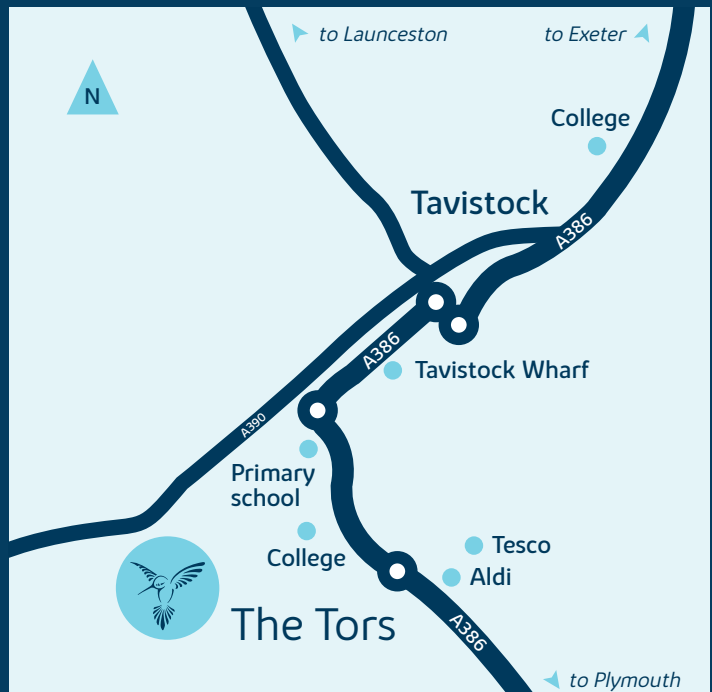 to Launceston
to Exeter
N
College
Tavistock
A386
A386
Tavistock Wharf
A390
Primary
school
College
Tesco
Aldi
The Tors
A386
to Plymouth